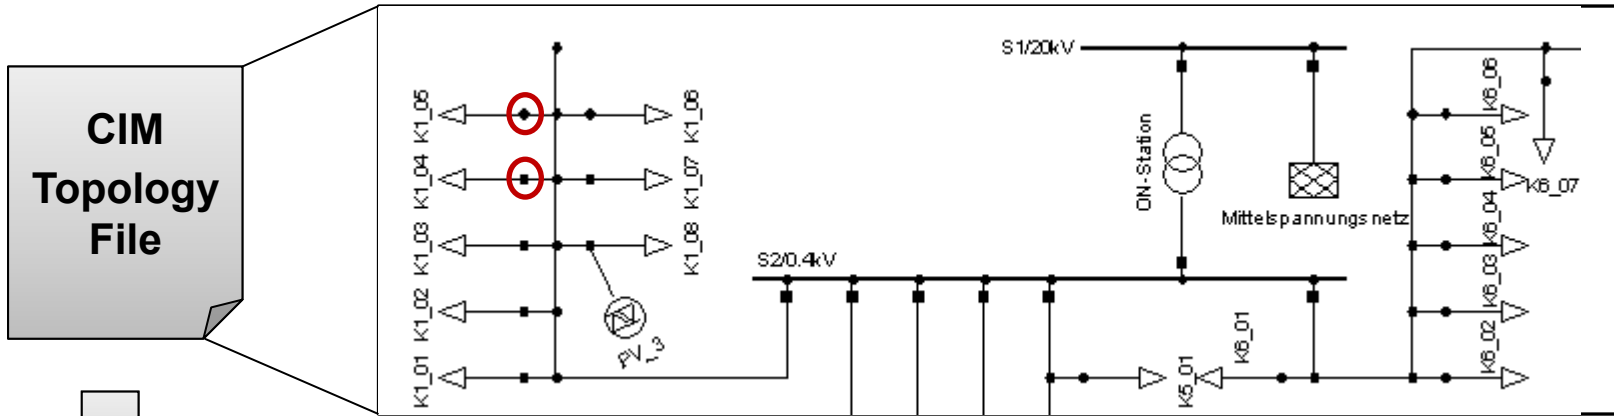 CIM
Topology
File
S1/20kV
K1_05
K1_06
K1_04
K1_07
K1_03
K1_08
K1_02
K1_01
PV_3
ON-Station
Mittelspannungsnetz
S2/0.4kV
K5_01
K6_01
K6_06
K6_05
K6_07
K6_04
K6_03
K6_02